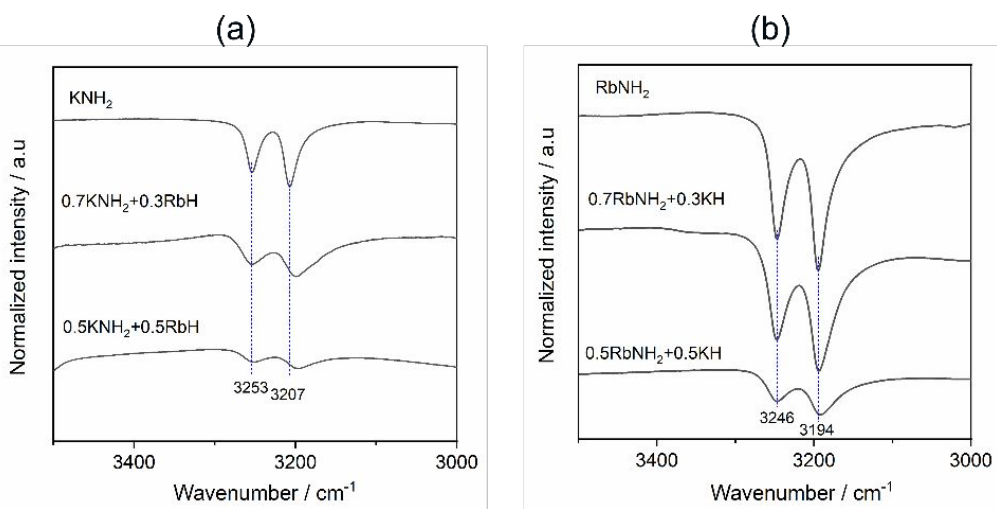 (a)
Normalized intensity / a.u
KNH₂
0.7KNH₂+0.3RbH
0.5KNH₂+0.5RbH
3253
3207
3400
3200
3000
Wavenumber / cm⁻¹
(b)
Normalized intensity / a.u
RbNH₂
0.7RbNH₂+0.3KH
0.5RbNH₂+0.5KH
3246
3194
3400
3200
3000
Wavenumber / cm⁻¹